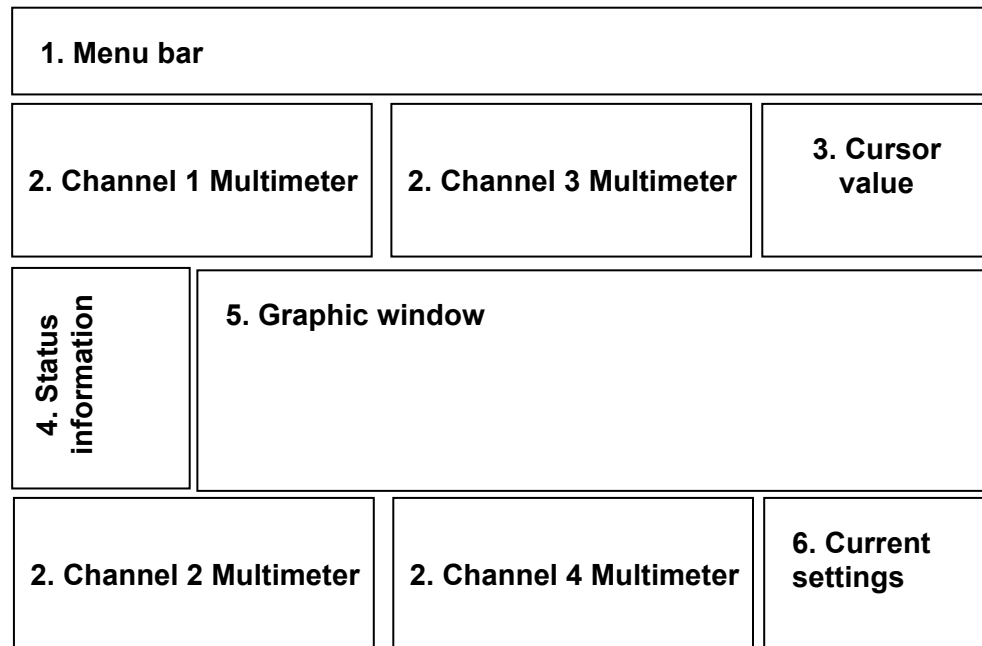 1. Menu bar
2. Channel 1 Multimeter
2. Channel 3 Multimeter
3. Cursor
value
4. Status
information
5. Graphic window
2. Channel 2 Multimeter
2. Channel 4 Multimeter
6. Current
settings